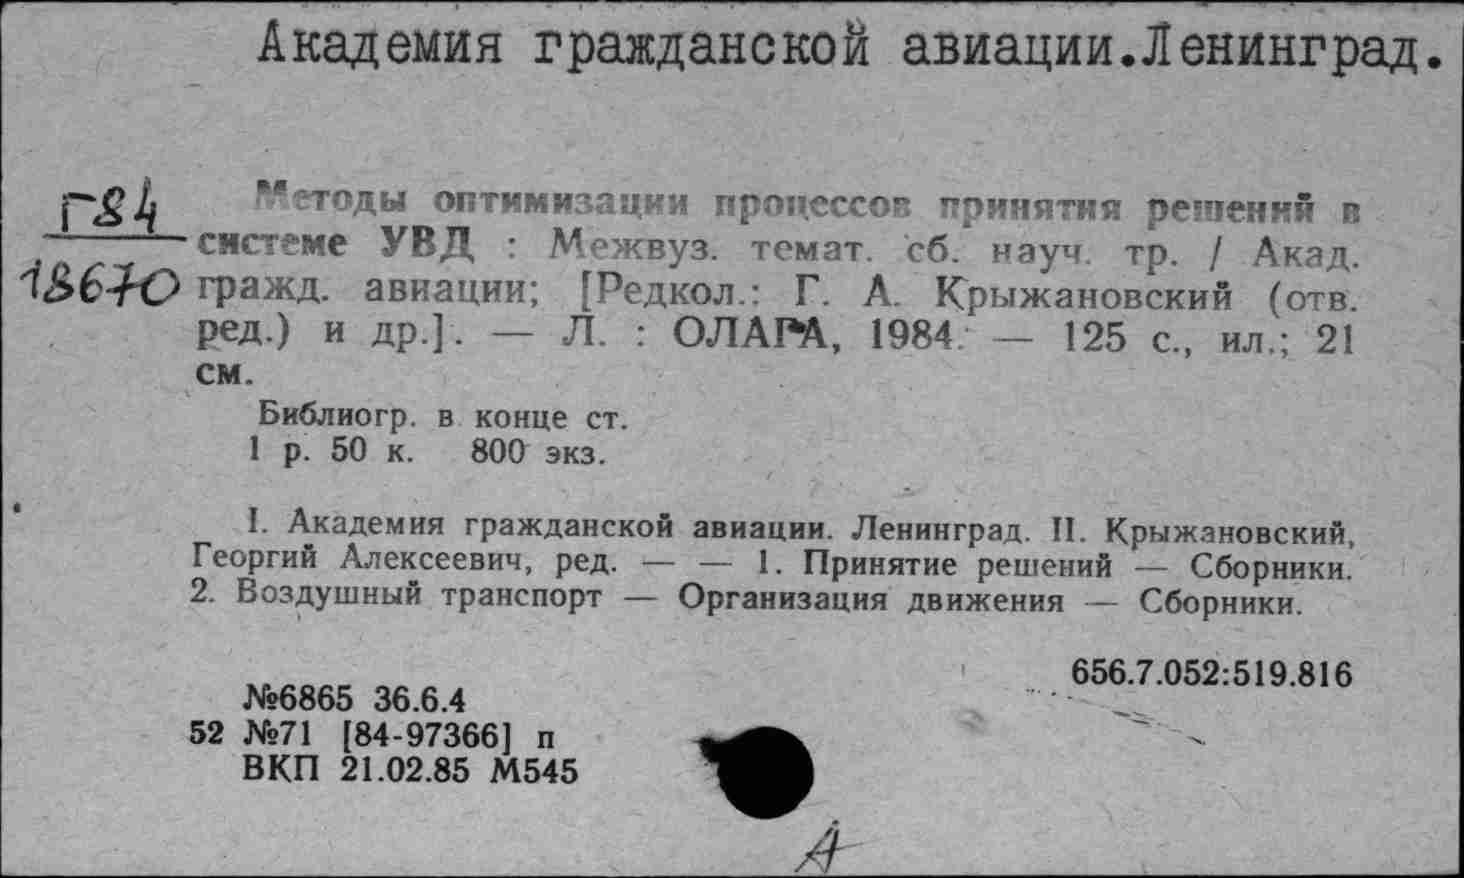 Академия гражданской авиации. Ленинград.
Г84
18670
Методы оптимизации процессов принятия решений в
системе УВД : Межвуз. темат. сб. науч. тр. / Акад.
гражд. авиации; [Редкол.: Г. А. Крыжановский (отв.
ред.) и др.]. — Л. : ОЛАГА, 1984. — 125 с., ил.; 21
см.
Библиогр. в конце ст.
1 р. 50 к. 800 экз.
I. Академия гражданской авиации. Ленинград. II. Крыжановский,
Георгий Алексеевич, ред. — — 1. Принятие решений — Сборники.
2. Воздушный транспорт — Организация движения — Сборники.
656.7.052:519.816
№6865 36.6.4
52 №71 [84-97366] п
ВКП 21.02.85 М545
А